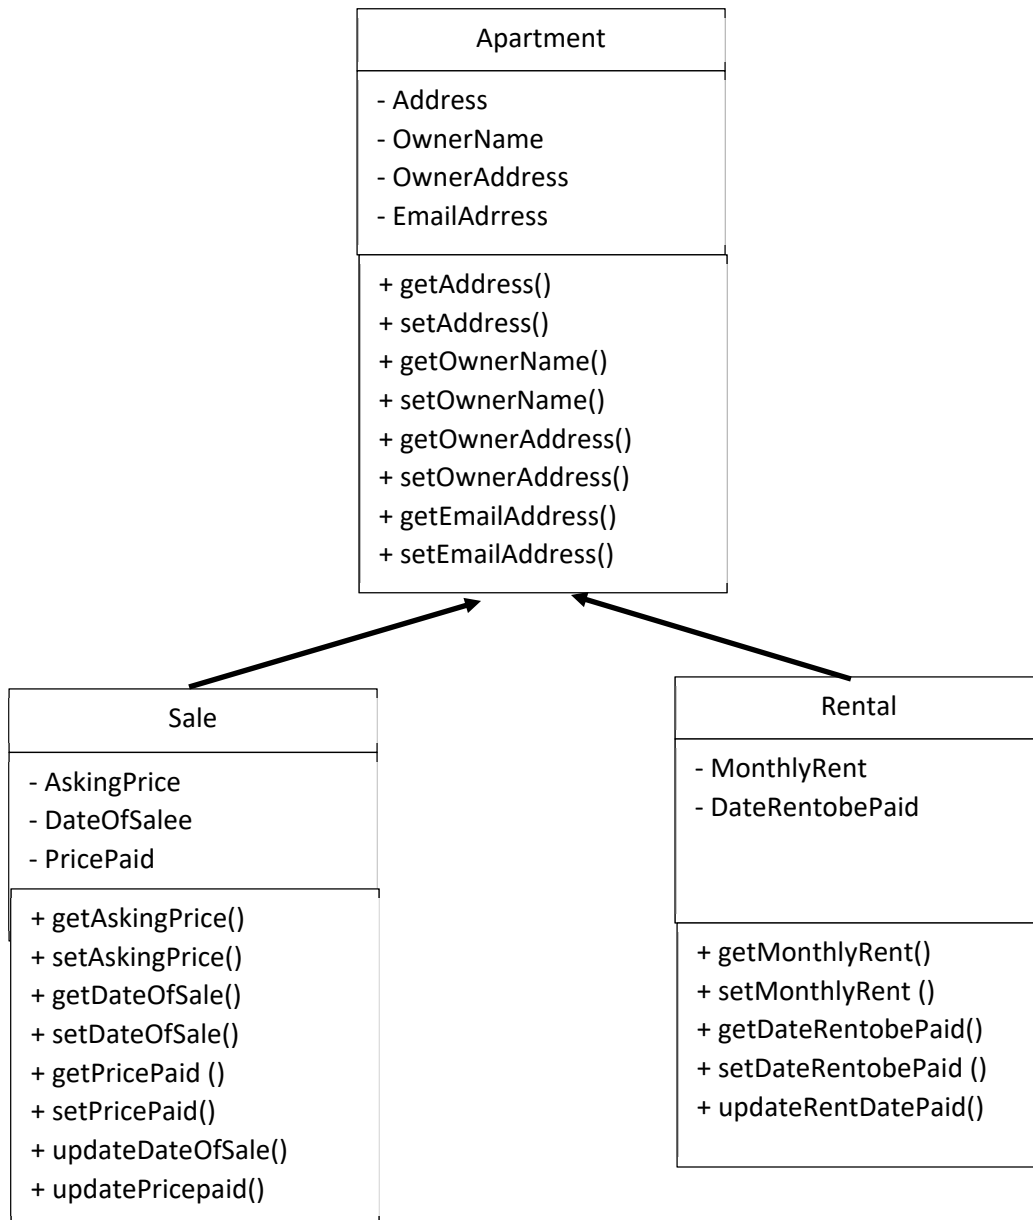 Apartment
- Address
- OwnerName
- OwnerAddress
- EmailAdrress
+ getAddress()
+ setAddress()
+ getOwnerName()
+ setOwnerName()
+ getOwnerAddress()
+ setOwnerAddress()
+ getEmailAddress()
+ setEmailAddress()
Sale
- AskingPrice
- DateOfSalee
- PricePaid
+ getAskingPrice()
+ setAskingPrice()
+ getDateOfSale()
+ setDateOfSale()
+ getPricePaid ()
+ setPricePaid()
+ updateDateOfSale()
+ updatePricepaid()
Rental
- MonthlyRent
- DateRentobePaid
+ getMonthlyRent()
+ setMonthlyRent ()
+ getDateRentobePaid()
+ setDateRentobePaid ()
+ updateRentDatePaid()